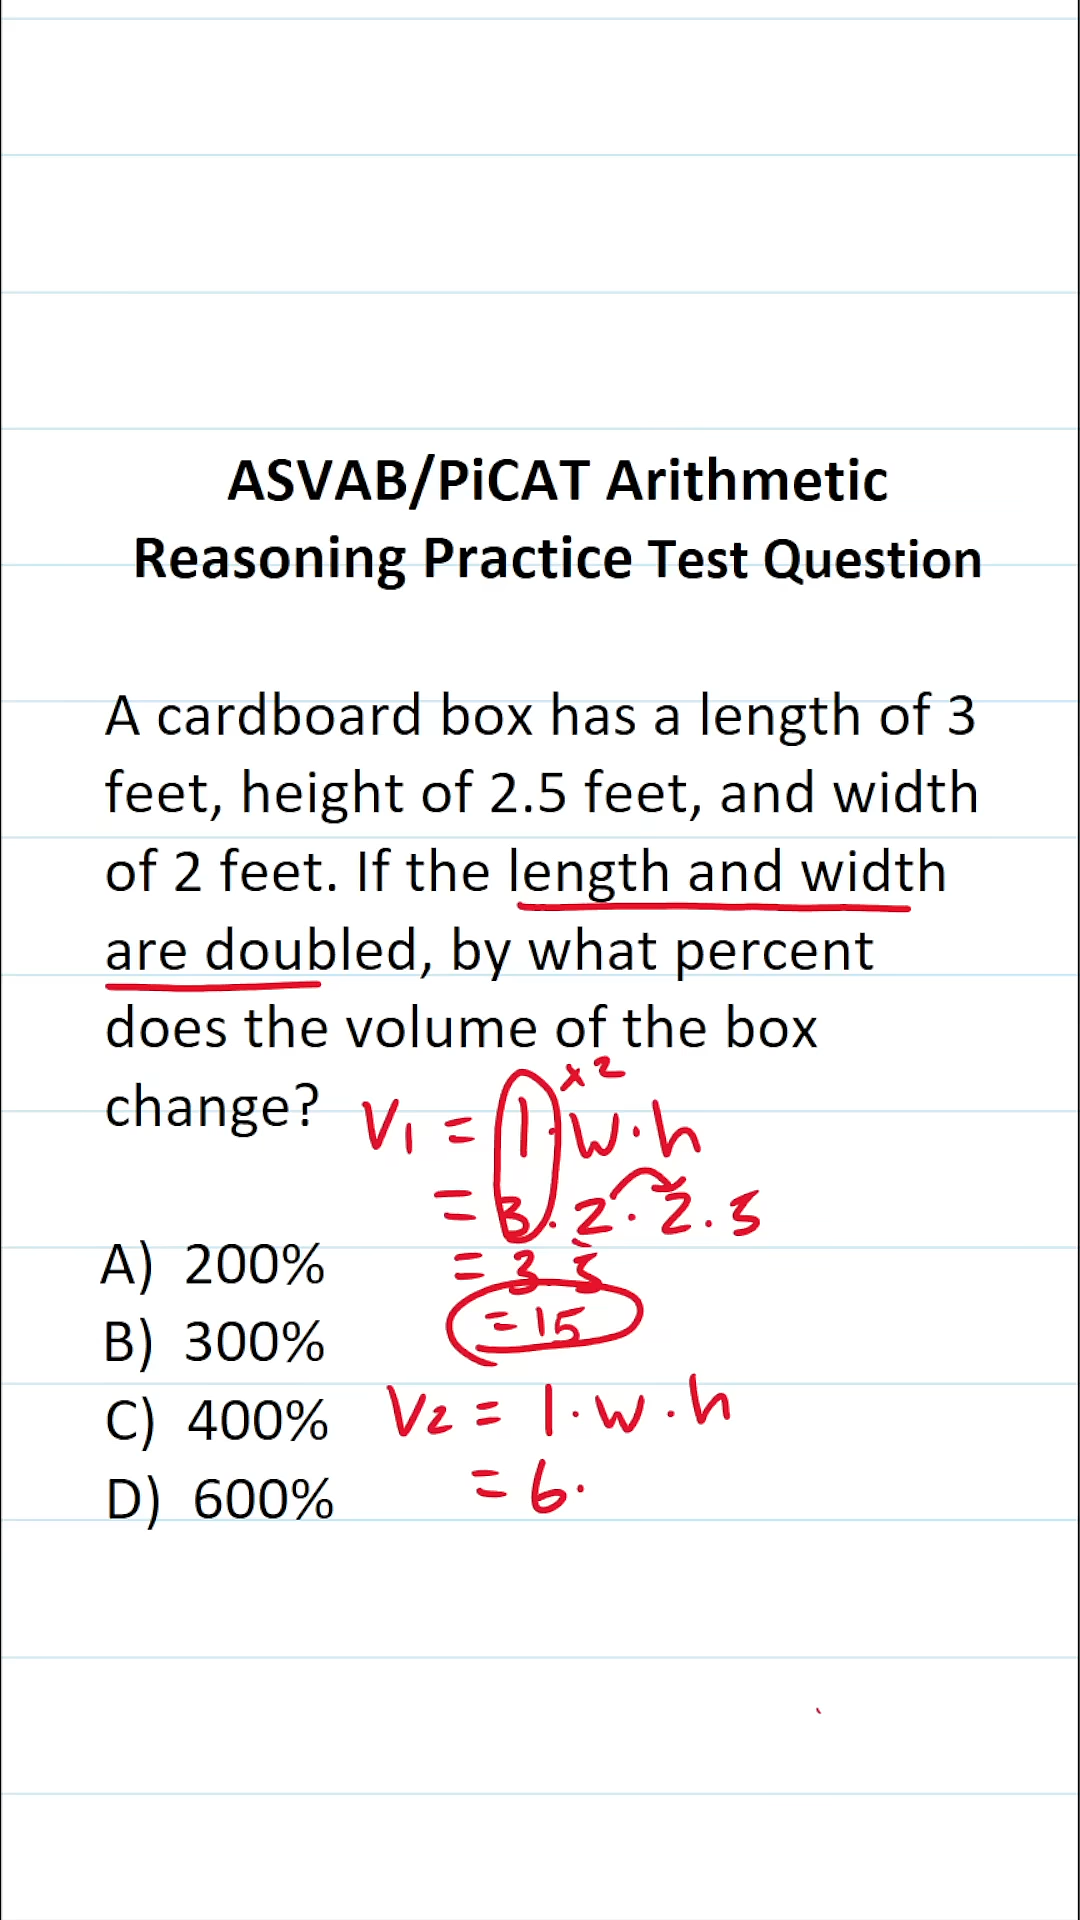 ASVAB/PiCAT Arithmetic
Reasoning Practice Test Question
A cardboard box has a length of 3
feet, height of 2.5 feet, and width
of 2 feet. If the length and width
are doubled, by what percent
does the volume of the box
change?
x2
V1 = l·w·h
= 3·2·2.5
= 3·5
= 15
A) 200%
B) 300%
C) 400%
D) 600%
V2 = l·w·h
= 6·